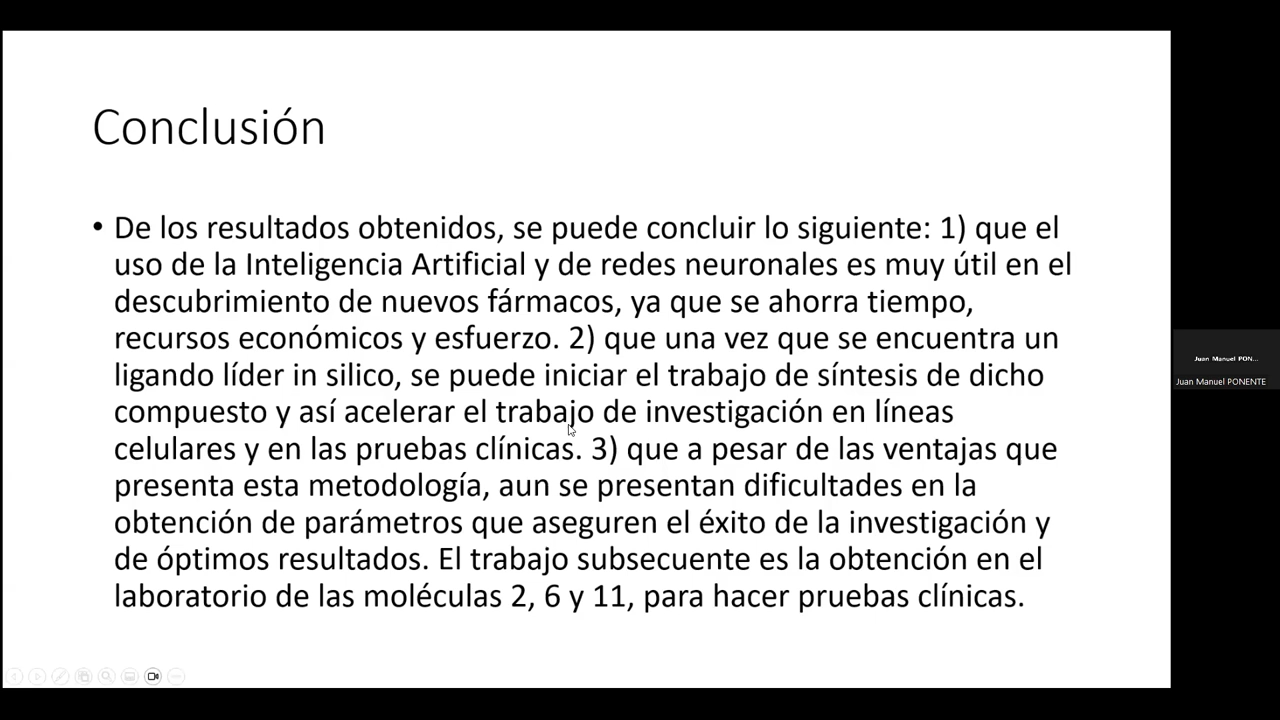 Conclusión
• De los resultados obtenidos, se puede concluir lo siguiente: 1) que el
uso de la Inteligencia Artificial y de redes neuronales es muy útil en el
descubrimiento de nuevos fármacos, ya que se ahorra tiempo,
recursos económicos y esfuerzo. 2) que una vez que se encuentra un
ligando líder in silico, se puede iniciar el trabajo de síntesis de dicho
compuesto y así acelerar el trabajo de investigación en líneas
celulares y en las pruebas clínicas. 3) que a pesar de las ventajas que
presenta esta metodología, aun se presentan dificultades en la
obtención de parámetros que aseguren el éxito de la investigación y
de óptimos resultados. El trabajo subsecuente es la obtención en el
laboratorio de las moléculas 2, 6 y 11, para hacer pruebas clínicas.
Juan Manuel PON...
Juan Manuel PONENTE